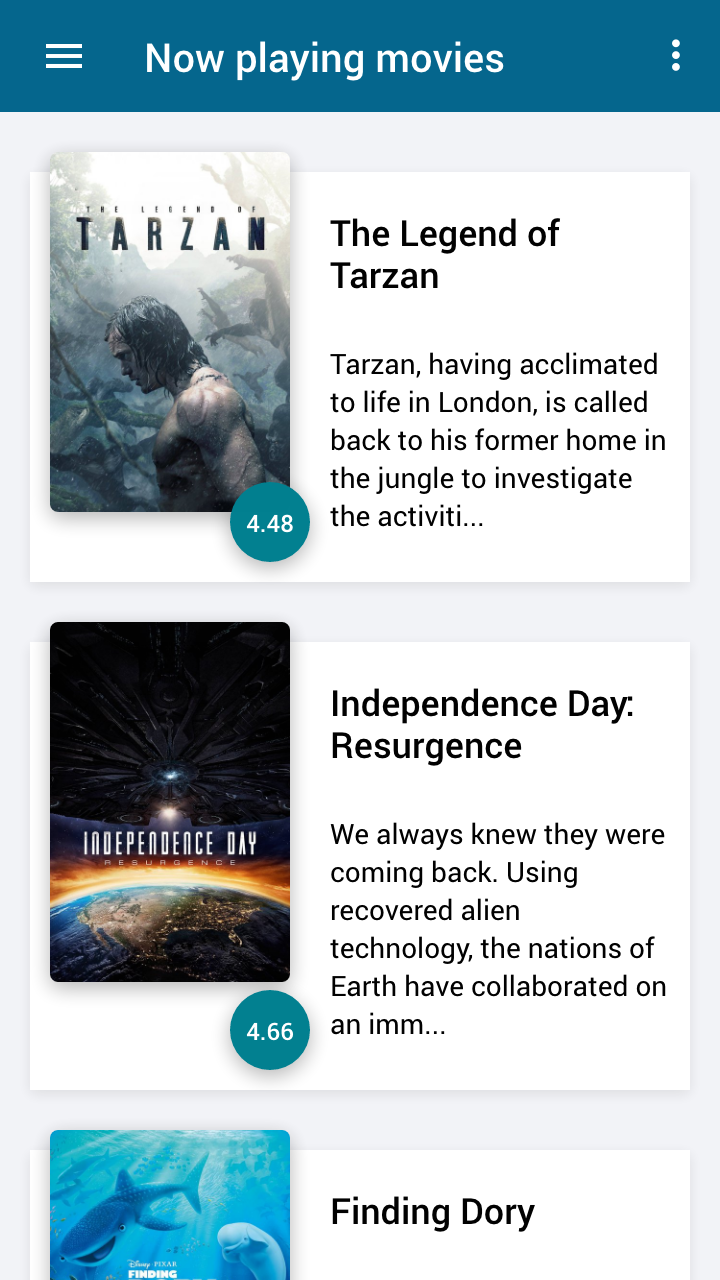 Now playing movies
THE LEGEND OF
TARZAN
The Legend of
Tarzan
Tarzan, having acclimated
to life in London, is called
back to his former home in
the jungle to investigate
the activiti...
4.48
INDEPENDENCE DAY
RESURGENCE
Independence Day:
Resurgence
We always knew they were
coming back. Using
recovered alien
technology, the nations of
Earth have collaborated on
an imm...
4.66
Disney PIXAR
FINDING
Finding Dory